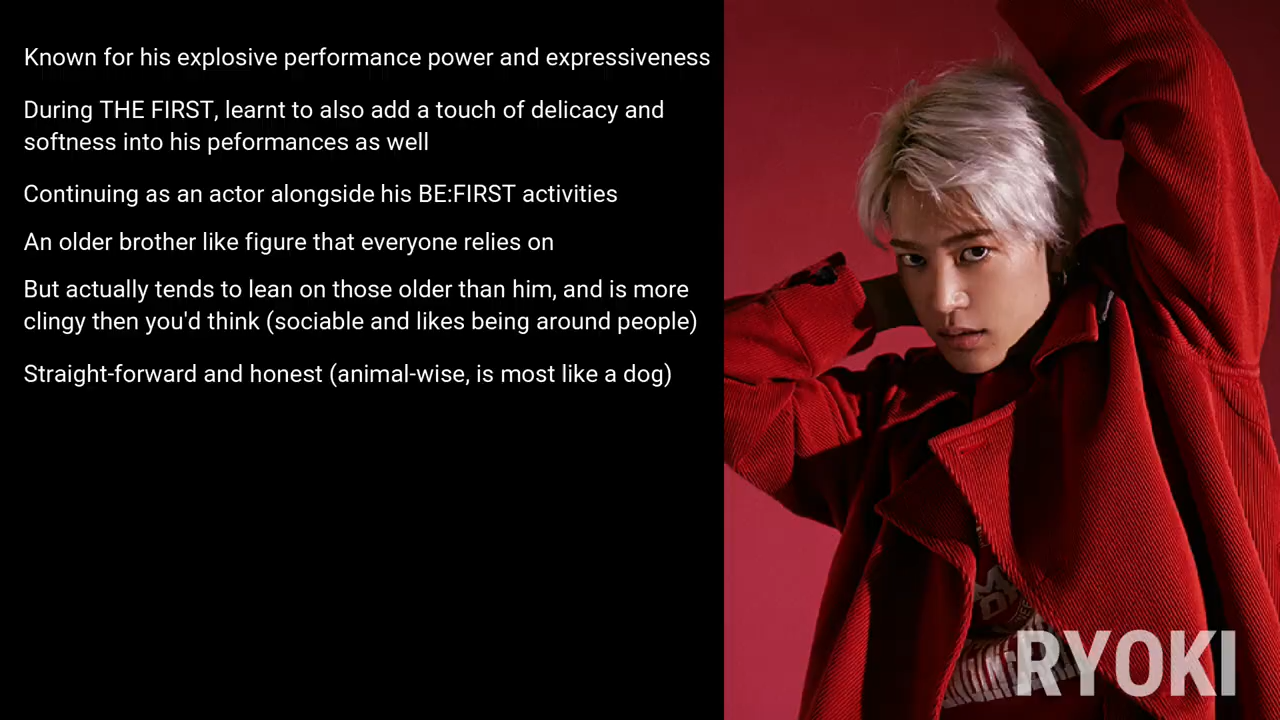 Known for his explosive performance power and expressiveness
During THE FIRST, learnt to also add a touch of delicacy and
softness into his peformances as well
Continuing as an actor alongside his BE:FIRST activities
An older brother like figure that everyone relies on
But actually tends to lean on those older than him, and is more
clingy then you'd think (sociable and likes being around people)
Straight-forward and honest (animal-wise, is most like a dog)
RYOKI